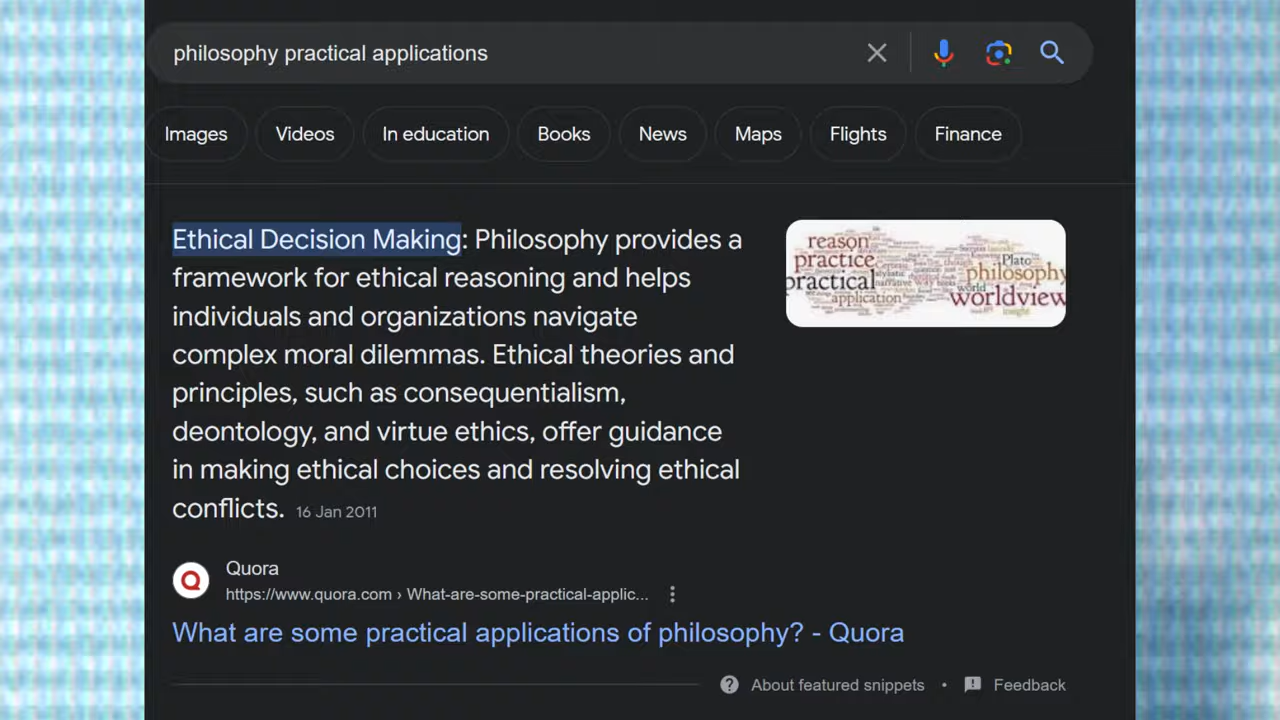 philosophy practical applications
Images Videos In education Books News Maps Flights Finance
Ethical Decision Making: Philosophy provides a
framework for ethical reasoning and helps
individuals and organizations navigate
complex moral dilemmas. Ethical theories and
principles, such as consequentialism,
deontology, and virtue ethics, offer guidance
in making ethical choices and resolving ethical
conflicts. 16 Jan 2011
reason
practice
practical
application
narrative way
Plato
philosophy
world
worldview
insight
Quora
https://www.quora.com › What-are-some-practical-applic...
What are some practical applications of philosophy? - Quora
About featured snippets • Feedback